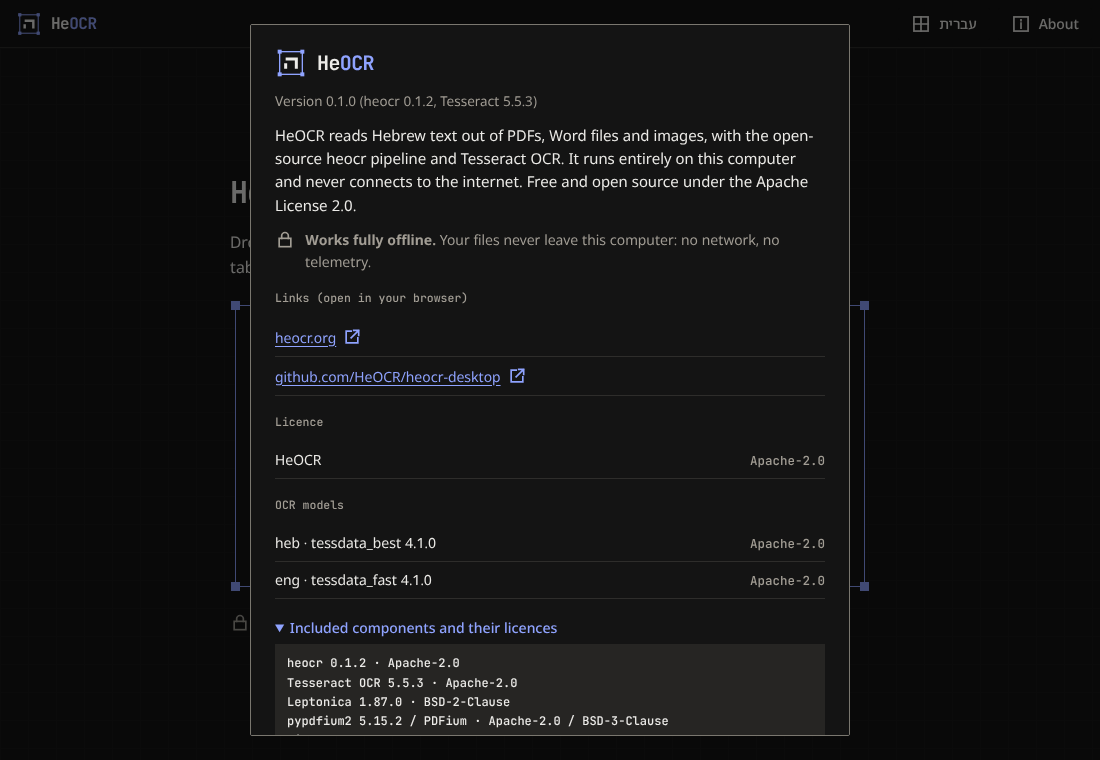 HeOCR
עברית
About
HeOCR
Version 0.1.0 (heocr 0.1.2, Tesseract 5.5.3)
HeOCR reads Hebrew text out of PDFs, Word files and images, with the open-
source heocr pipeline and Tesseract OCR. It runs entirely on this computer
and never connects to the internet. Free and open source under the Apache
License 2.0.
Works fully offline. Your files never leave this computer: no network, no
telemetry.
Links (open in your browser)
heocr.org
github.com/HeOCR/heocr-desktop
Licence
HeOCR Apache-2.0
OCR models
heb · tessdata_best 4.1.0 Apache-2.0
eng · tessdata_fast 4.1.0 Apache-2.0
▼ Included components and their licences
heocr 0.1.2 · Apache-2.0
Tesseract OCR 5.5.3 · Apache-2.0
Leptonica 1.87.0 · BSD-2-Clause
pypdfium2 5.15.2 / PDFium · Apache-2.0 / BSD-3-Clause